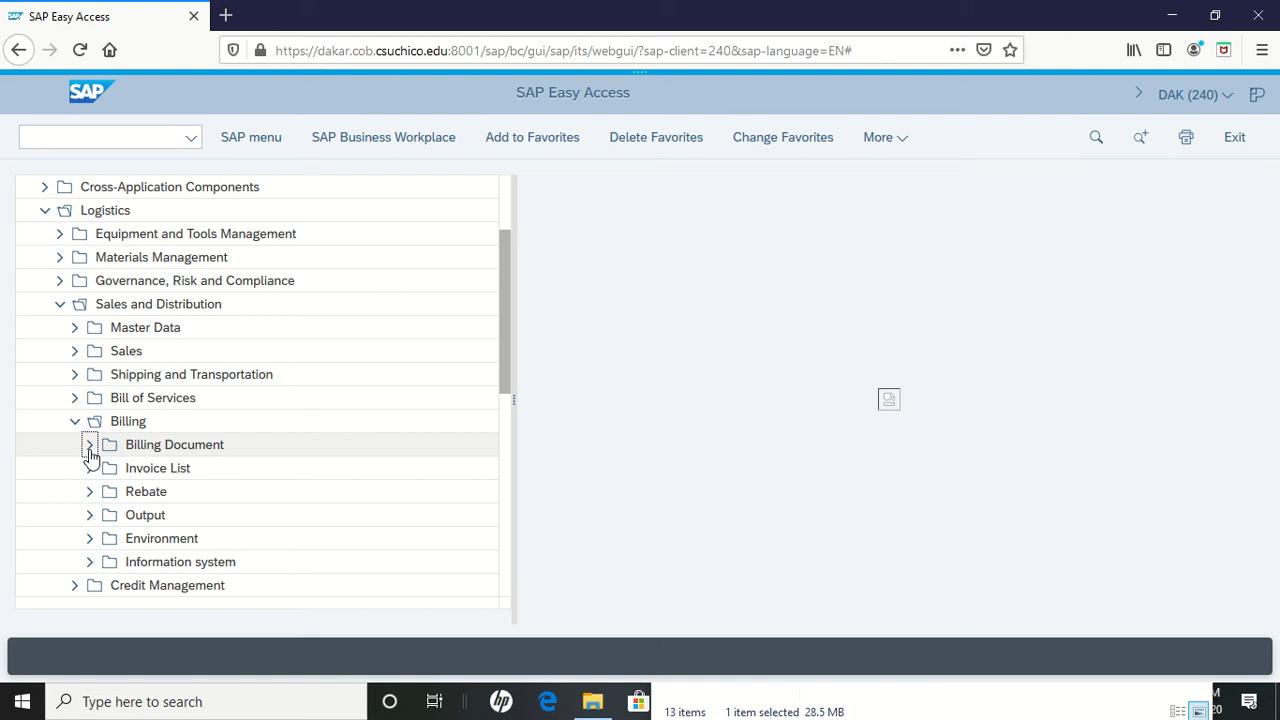 SAP Easy Access
https://dakar.cob.csuchico.edu:8001/sap/bc/gui/sap/its/webgui/?sap-client=240&sap-language=EN#
SAP
SAP Easy Access
DAK (240)
SAP menu
SAP Business Workplace
Add to Favorites
Delete Favorites
Change Favorites
More
Exit
Cross-Application Components
Logistics
Equipment and Tools Management
Materials Management
Governance, Risk and Compliance
Sales and Distribution
Master Data
Sales
Shipping and Transportation
Bill of Services
Billing
Billing Document
Invoice List
Rebate
Output
Environment
Information system
Credit Management
Type here to search
hp
13 items
1 item selected 28.5 MB